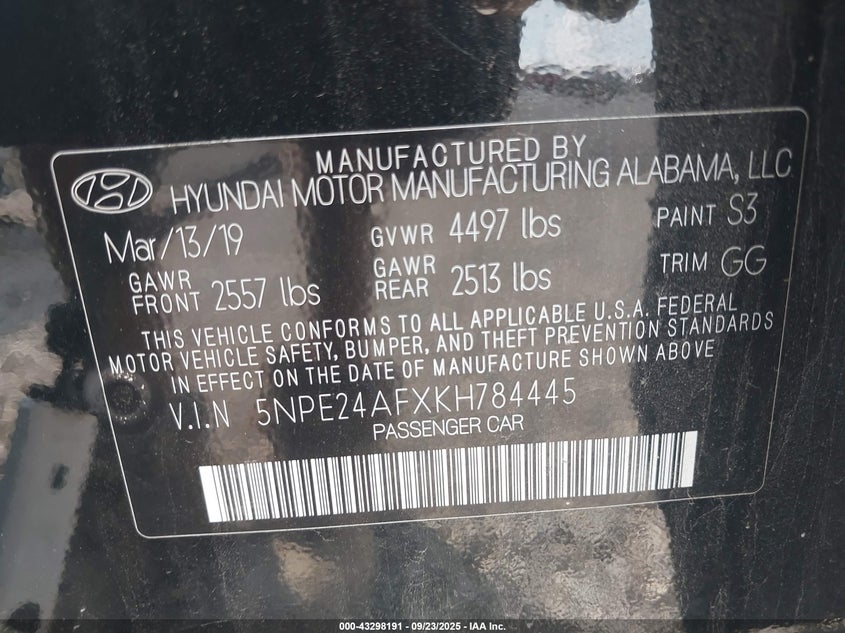 MANUFACTURED BY
HYUNDAI MOTOR MANUFACTURING ALABAMA, LLC
Mar/13/19 GVWR 4497 lbs PAINT S3
GAWR FRONT 2557 lbs GAWR REAR 2513 lbs TRIM GG
THIS VEHICLE CONFORMS TO ALL APPLICABLE U.S.A. FEDERAL
MOTOR VEHICLE SAFETY, BUMPER, AND THEFT PREVENTION STANDARDS
IN EFFECT ON THE DATE OF MANUFACTURE SHOWN ABOVE
V.I.N 5NPE24AFXKH784445
PASSENGER CAR
000-43298191 - 09/23/2025 - IAA Inc.